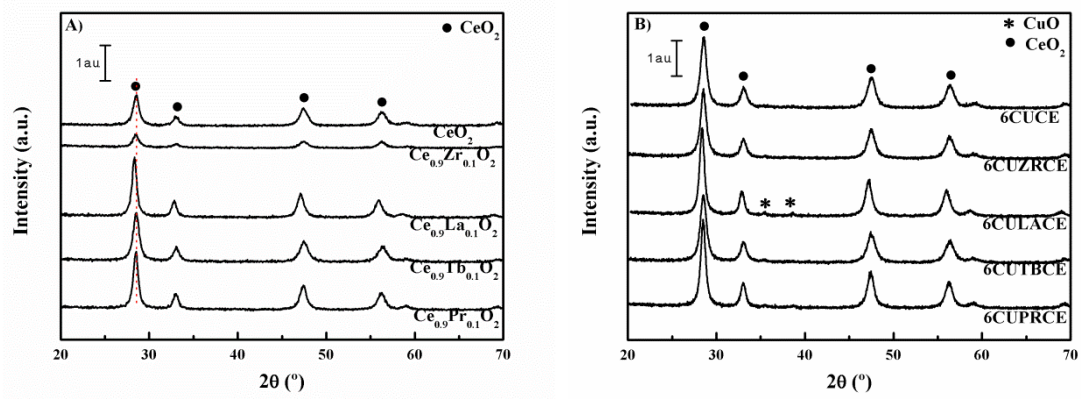 A)
● CeO2
1au
CeO2
Ce0.9Zr0.1O2
Ce0.9La0.1O2
Ce0.9Tb0.1O2
Ce0.9Pr0.1O2
Intensity (a.u.)
20 30 40 50 60 70
2θ (º)
B)
* CuO
● CeO2
1au
6CUCE
6CUZRCE
6CULACE
6CUTBCE
6CUPRCE
Intensity (a.u.)
20 30 40 50 60 70
2θ (º)